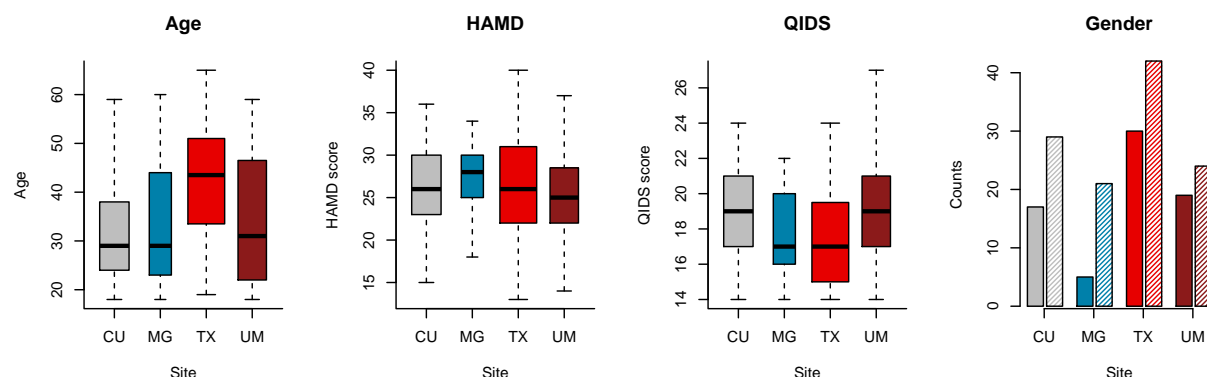 Age
Age
60
50
40
30
20
CU MG TX UM
Site
HAMD
HAMD score
40
35
30
25
20
15
CU MG TX UM
Site
QIDS
QIDS score
26
24
22
20
18
16
14
CU MG TX UM
Site
Gender
Counts
40
30
20
10
0
CU MG TX UM
Site